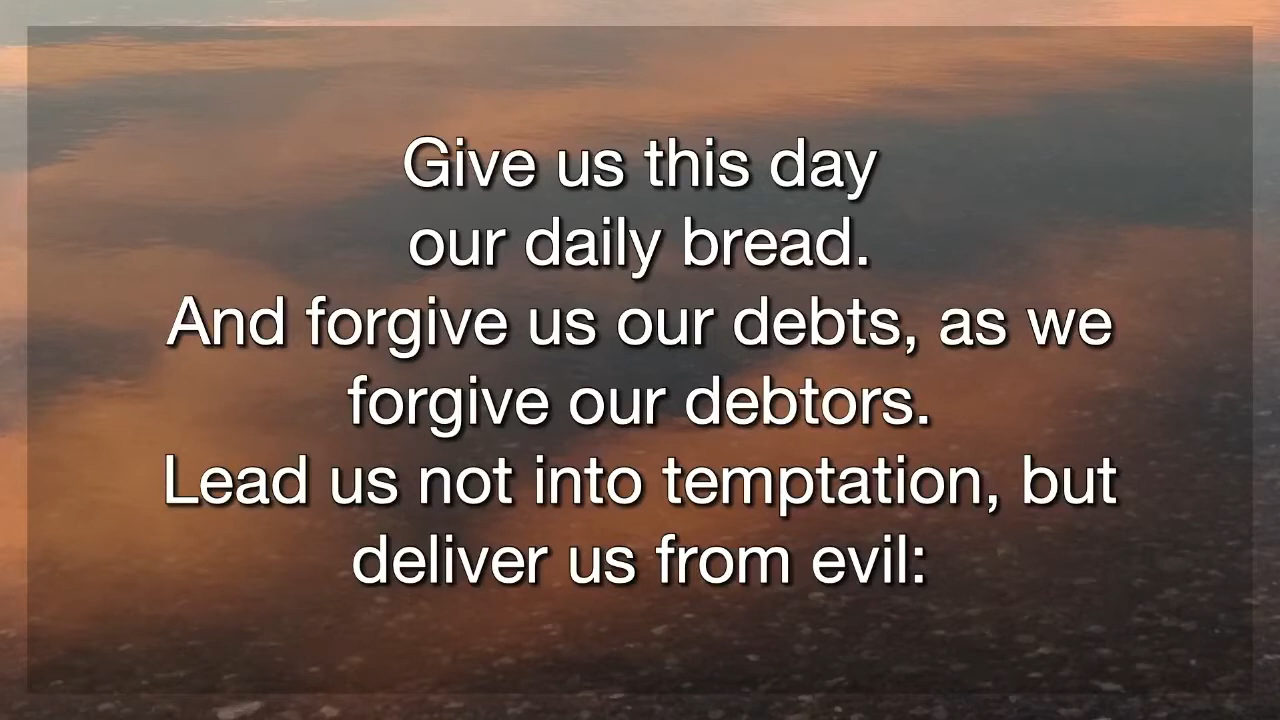 Give us this day
our daily bread.
And forgive us our debts, as we
forgive our debtors.
Lead us not into temptation, but
deliver us from evil: